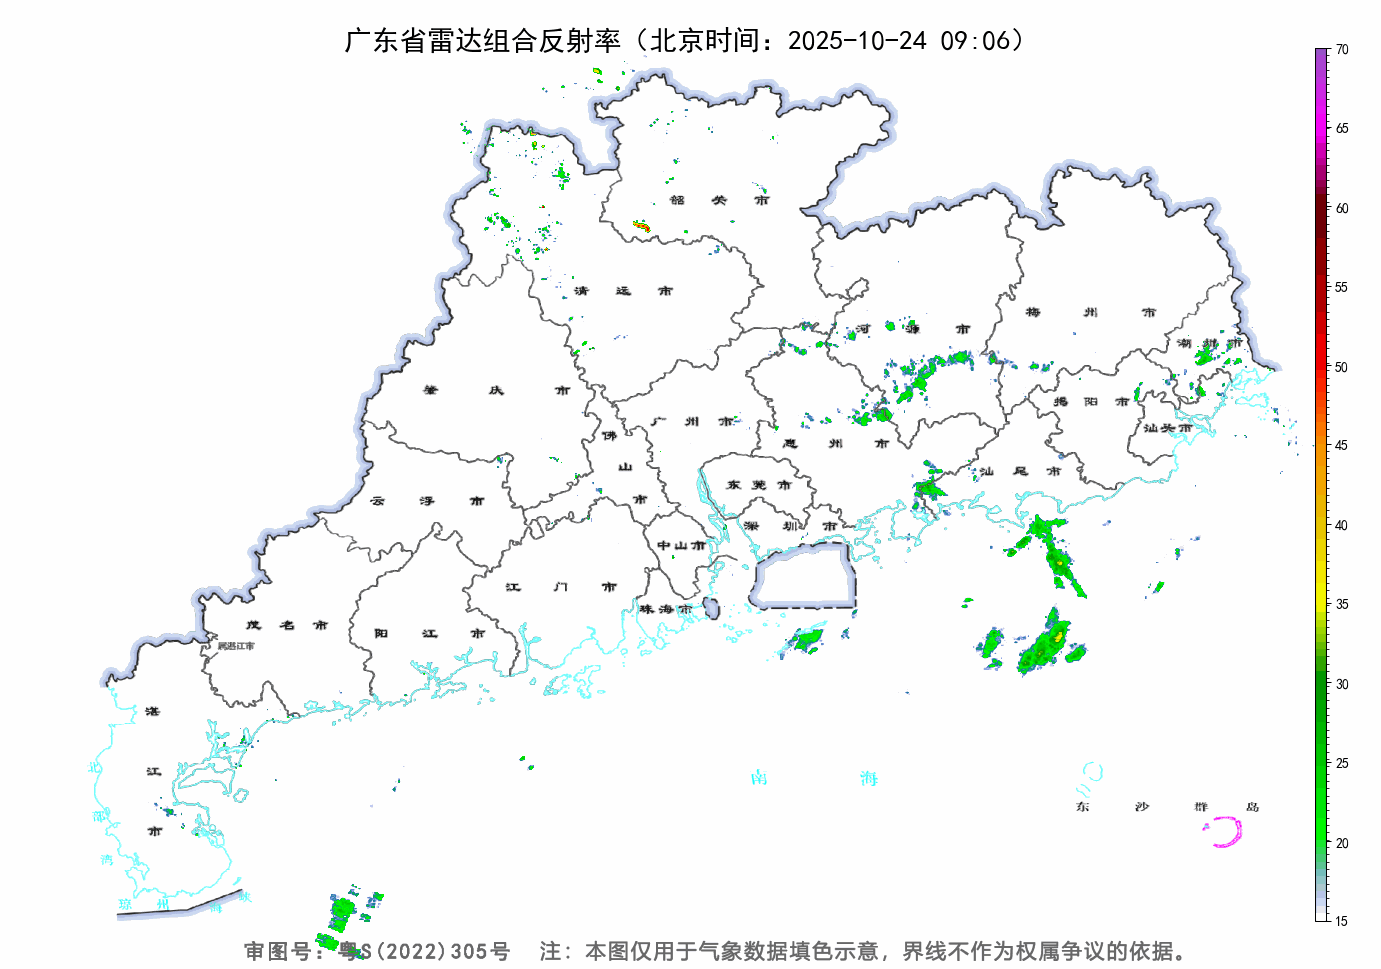 广东省雷达组合反射率（北京时间：2025-10-24 09:06）
70
65
60
55
50
45
40
35
30
25
20
15
韶关市
清远市
河源市
梅州市
潮州市
肇庆市
广州市
揭阳市
汕头市
佛山市
惠州市
汕尾市
云浮市
东莞市
深圳市
中山市
江门市
珠海市
茂名市
阳江市
属湛江市
湛江市
南海
北部湾
东沙群岛
琼州海峡
审图号：粤S(2022)305号 注：本图仅用于气象数据填色示意，界线不作为权属争议的依据。